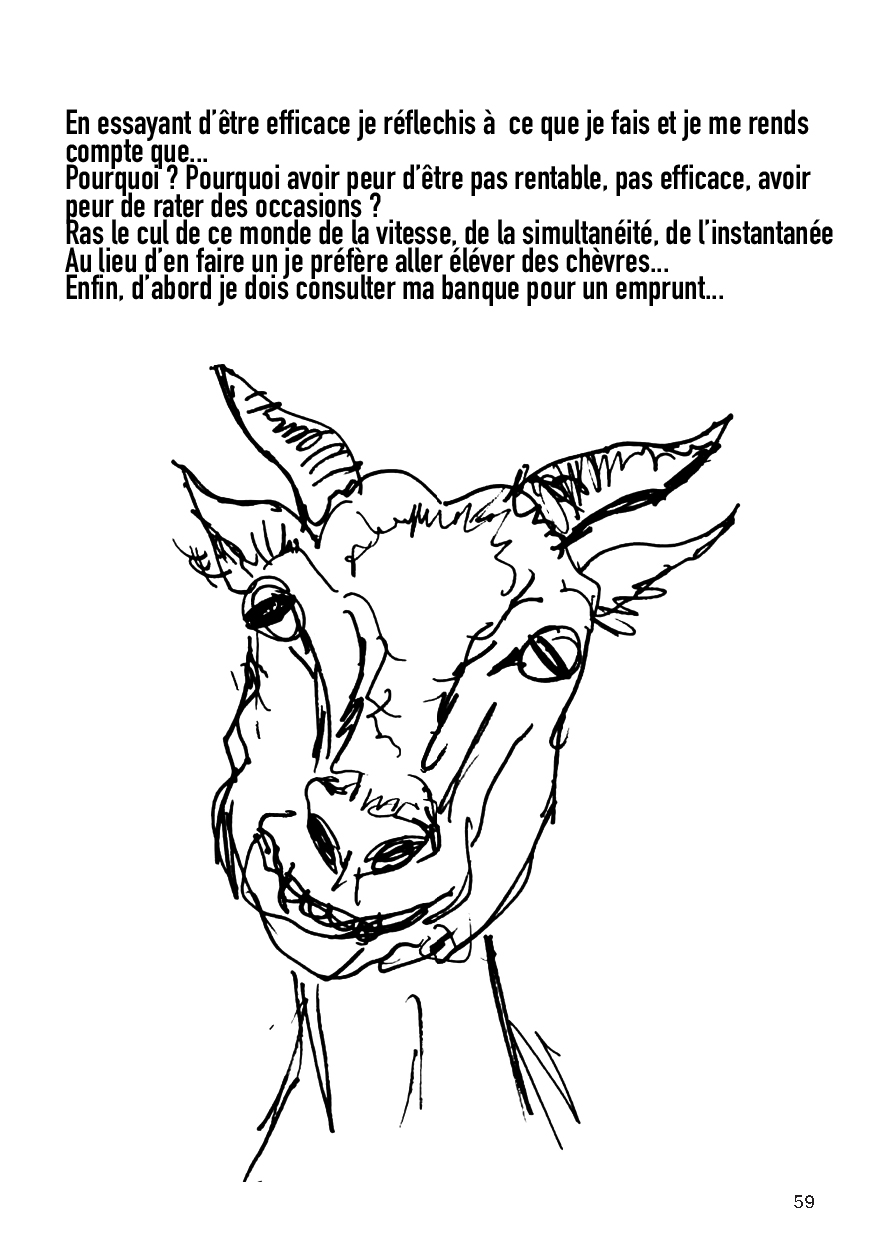 En essayant d'être efficace je réflechis à  ce que je fais et je me rends
compte que...
Pourquoi ? Pourquoi avoir peur d'être pas rentable, pas efficace, avoir
peur de rater des occasions ?
Ras le cul de ce monde de la vitesse, de la simultanéité, de l'instantanée
Au lieu d'en faire un je préfère aller éléver des chèvres...
Enfin, d'abord je dois consulter ma banque pour un emprunt...
59